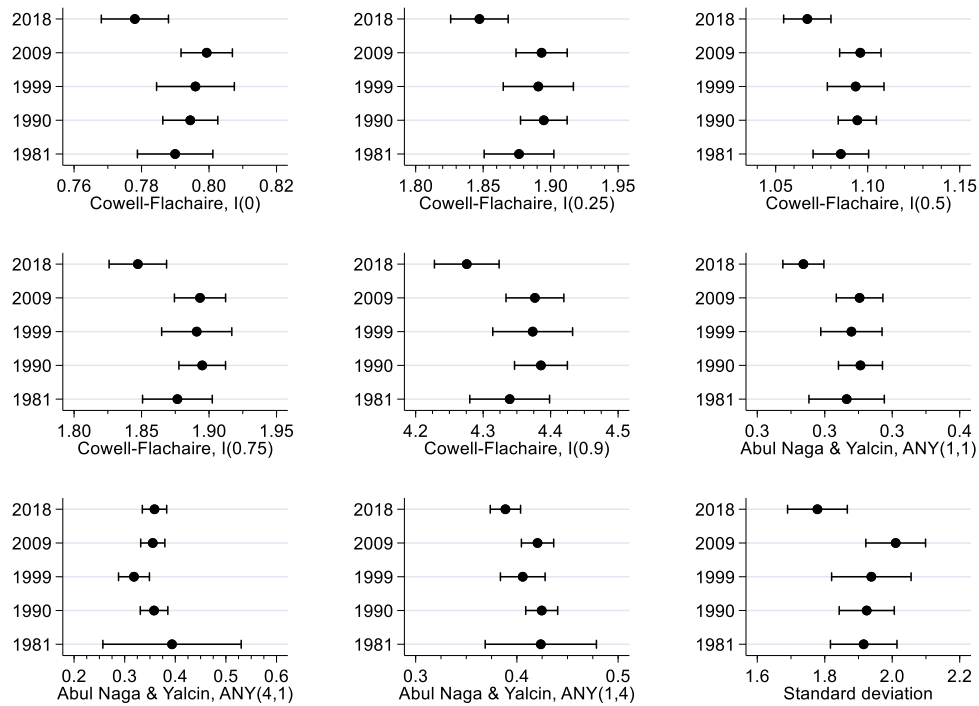 2018 2018 2018
2009 2009 2009
1999 1999 1999
1990 1990 1990
1981 1981 1981
0.76 0.78 0.80 0.82 1.80 1.85 1.90 1.95 1.05 1.10 1.15
Cowell-Flachaire, I(0) Cowell-Flachaire, I(0.25) Cowell-Flachaire, I(0.5)
2018 2018 2018
2009 2009 2009
1999 1999 1999
1990 1990 1990
1981 1981 1981
1.80 1.85 1.90 1.95 4.2 4.3 4.4 4.5 0.3 0.3 0.4
Cowell-Flachaire, I(0.75) Cowell-Flachaire, I(0.9) Abul Naga & Yalcin, ANY(1,1)
2018 2018 2018
2009 2009 2009
1999 1999 1999
1990 1990 1990
1981 1981 1981
0.2 0.3 0.4 0.5 0.6 0.3 0.4 0.5 1.6 1.8 2.0 2.2
Abul Naga & Yalcin, ANY(4,1) Abul Naga & Yalcin, ANY(1,4) Standard deviation